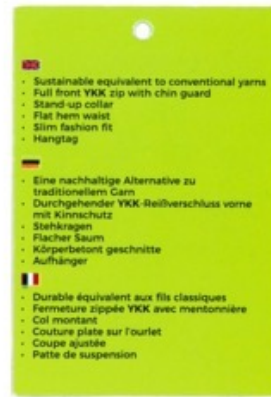 • Sustainable equivalent to conventional yarns
• Full front YKK zip with chin guard
• Stand-up collar
• Flat hem waist
• Slim fashion fit
• Hangtag
• Eine nachhaltige Alternative zu
traditionellem Garn
• Durchgehender YKK-Reißverschluss vorne
mit Kinnschutz
• Stehkragen
• Flacher Saum
• Körperbetont geschnitte
• Aufhänger
• Durable équivalent aux fils classiques
• Fermeture zippée YKK avec mentonnière
• Col montant
• Couture plate sur l'ourlet
• Coupe ajustée
• Patte de suspension